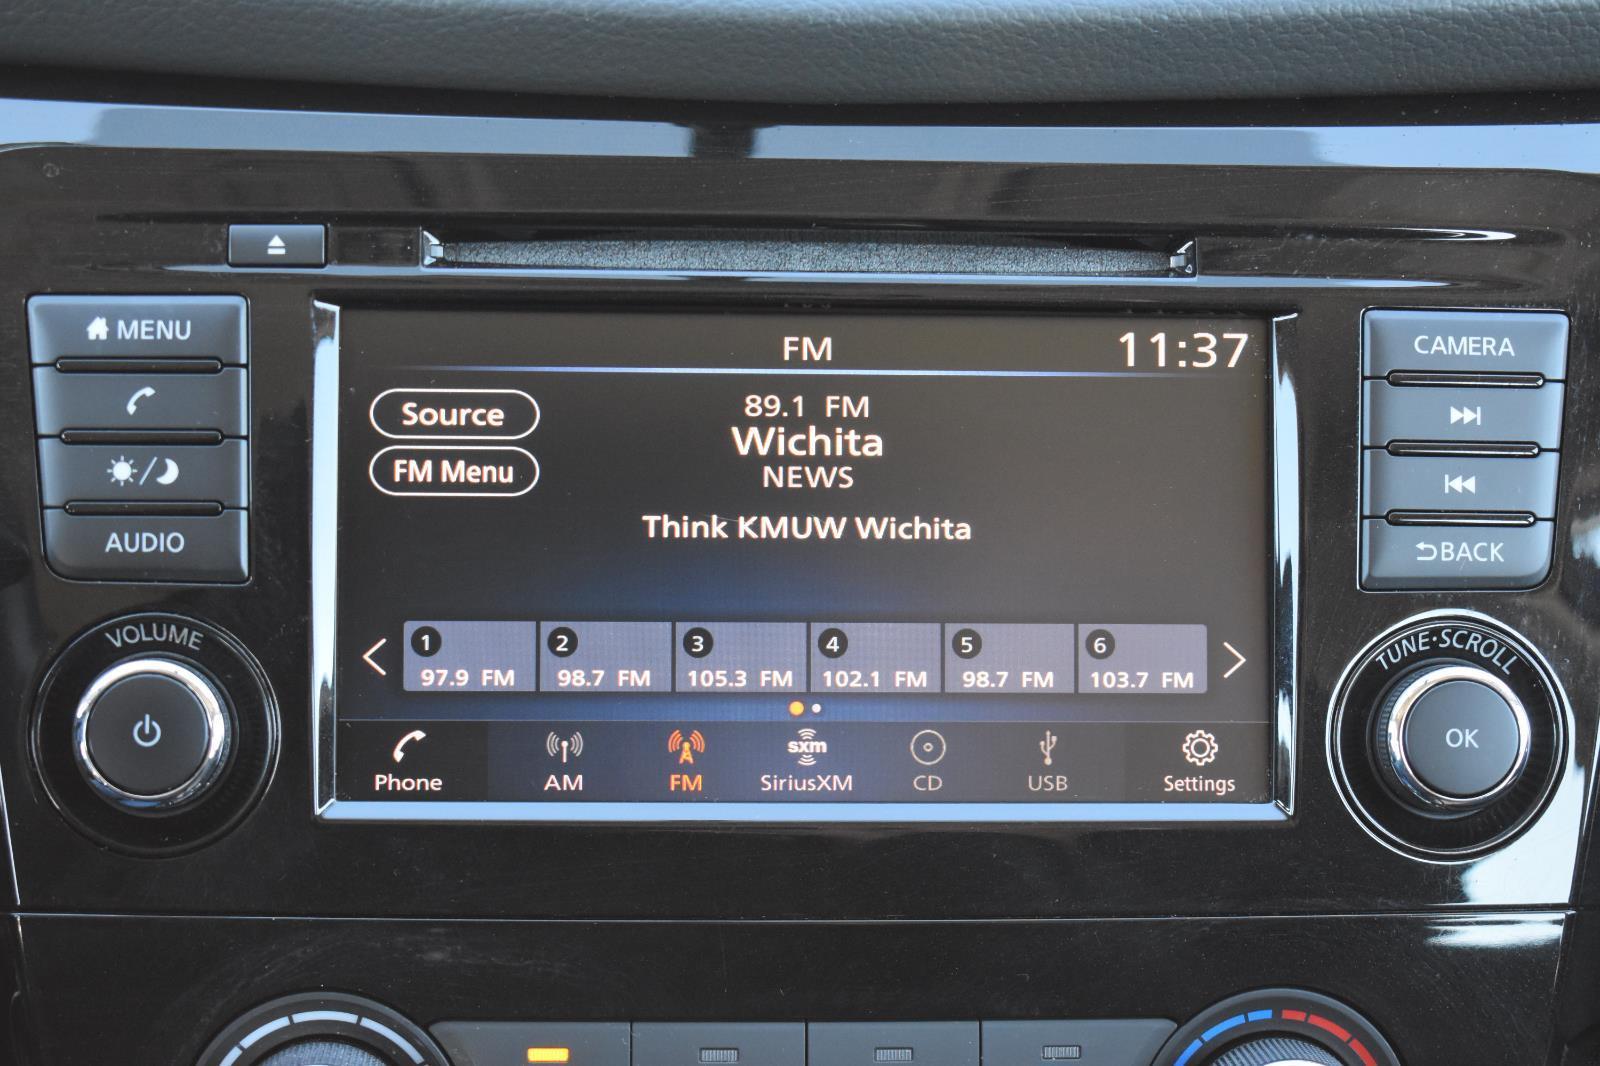 MENU
AUDIO
VOLUME
FM
11:37
Source
FM Menu
89.1 FM
Wichita
NEWS
Think KMUW Wichita
1 2 3 4 5 6
97.9 FM 98.7 FM 105.3 FM 102.1 FM 98.7 FM 103.7 FM
sxm
Phone AM FM SiriusXM CD USB Settings
CAMERA
BACK
TUNE·SCROLL
OK